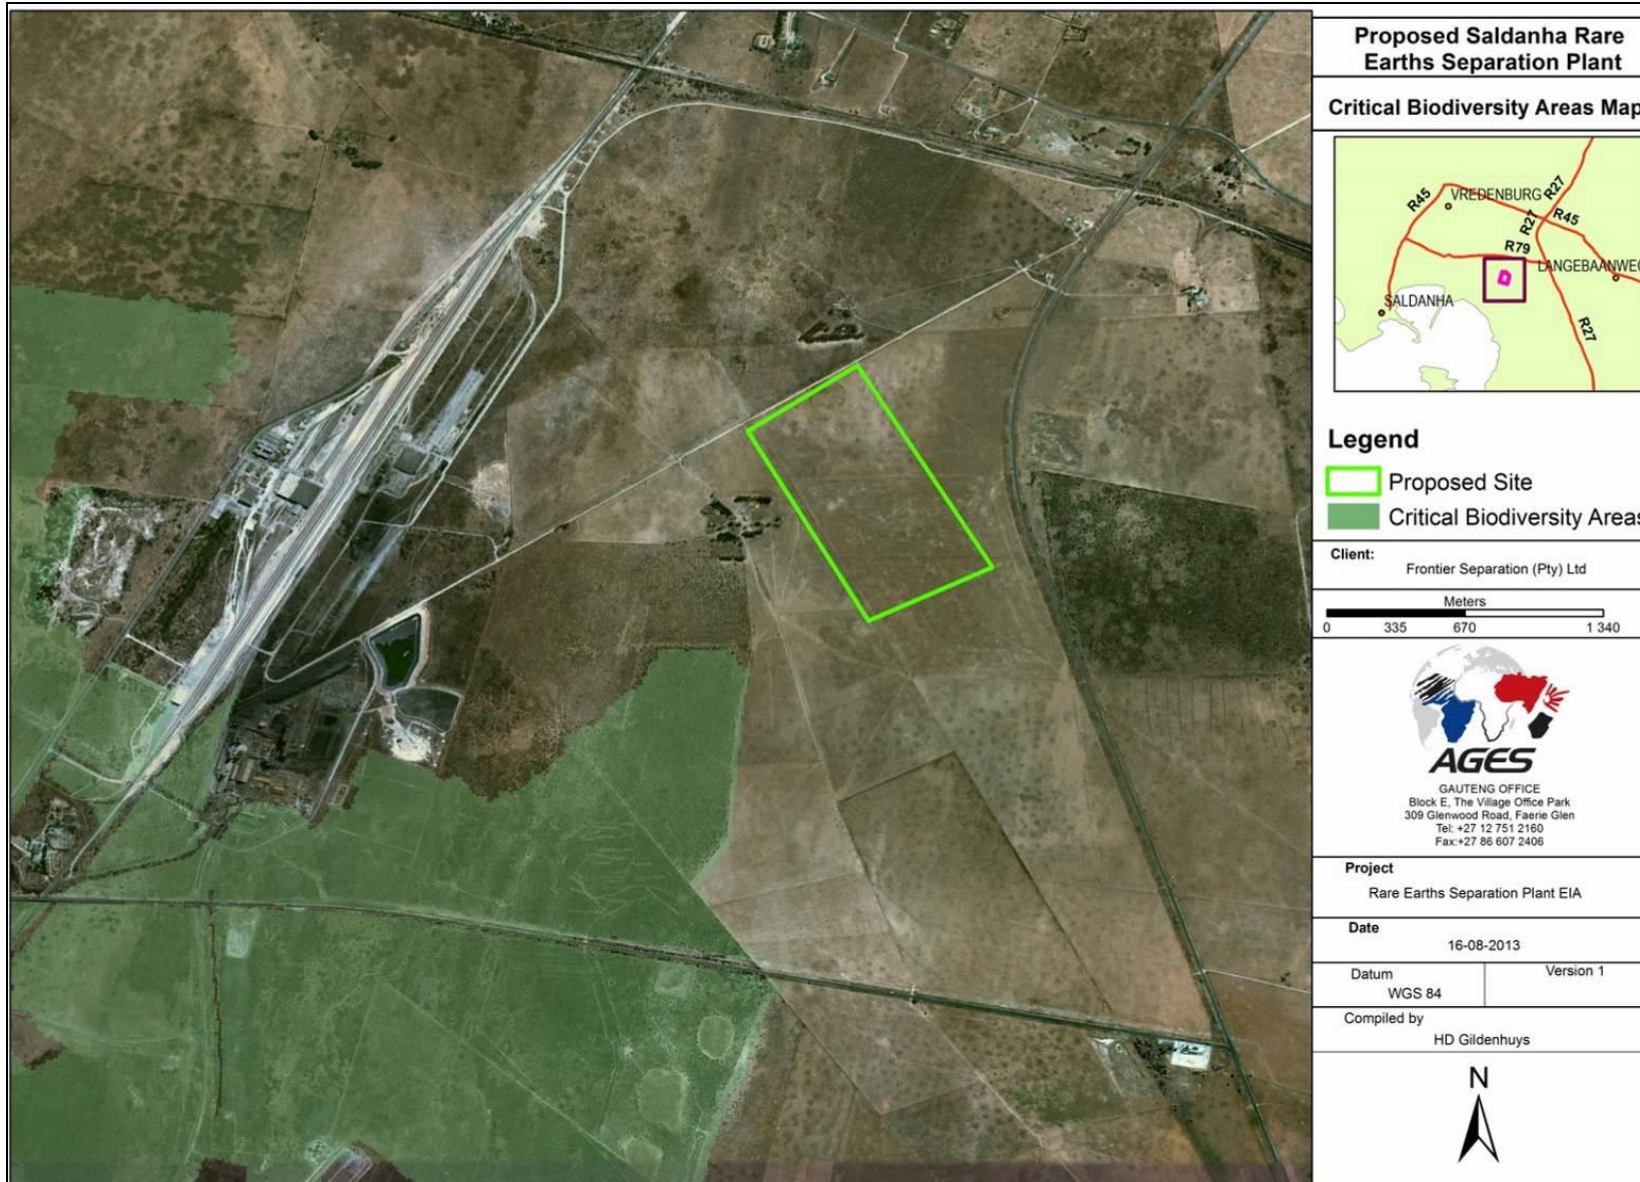 Proposed Saldanha Rare
Earths Separation Plant
Critical Biodiversity Areas Map
R45
VREDENBURG
R27
R27
R45
R79
LANGEBAANWEG
SALDANHA
R27
Legend
Proposed Site
Critical Biodiversity Areas
Client:
Frontier Separation (Pty) Ltd
Meters
0 335 670 1 340
AGES
GAUTENG OFFICE
Block E, The Village Office Park
309 Glenwood Road, Faerie Glen
Tel: +27 12 751 2160
Fax:+27 86 607 2406
Project
Rare Earths Separation Plant EIA
Date
16-08-2013
Datum
WGS 84
Version 1
Compiled by
HD Gildenhuys
N